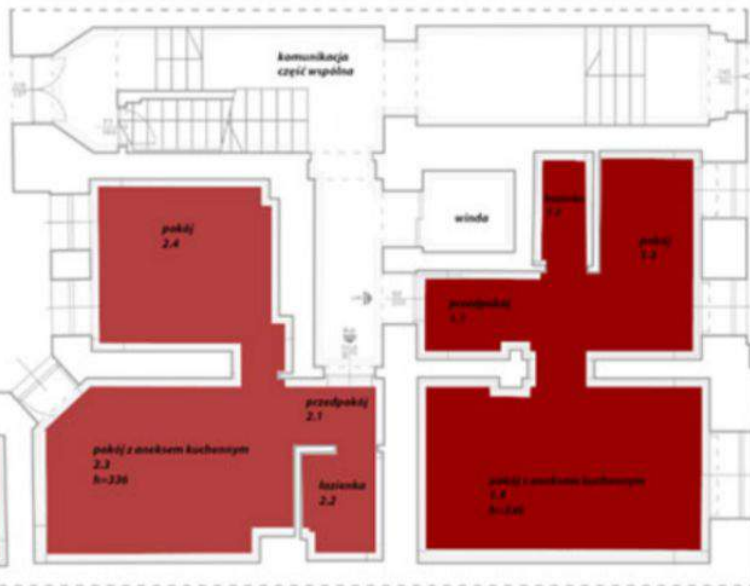 komunikacja
część wspólna
pokój
2.4
winda
pokój
przedpokój
przedpokój
2.1
pokój z aneksem kuchennym
2.3
h=336
łazienka
2.2
pokój z aneksem kuchennym